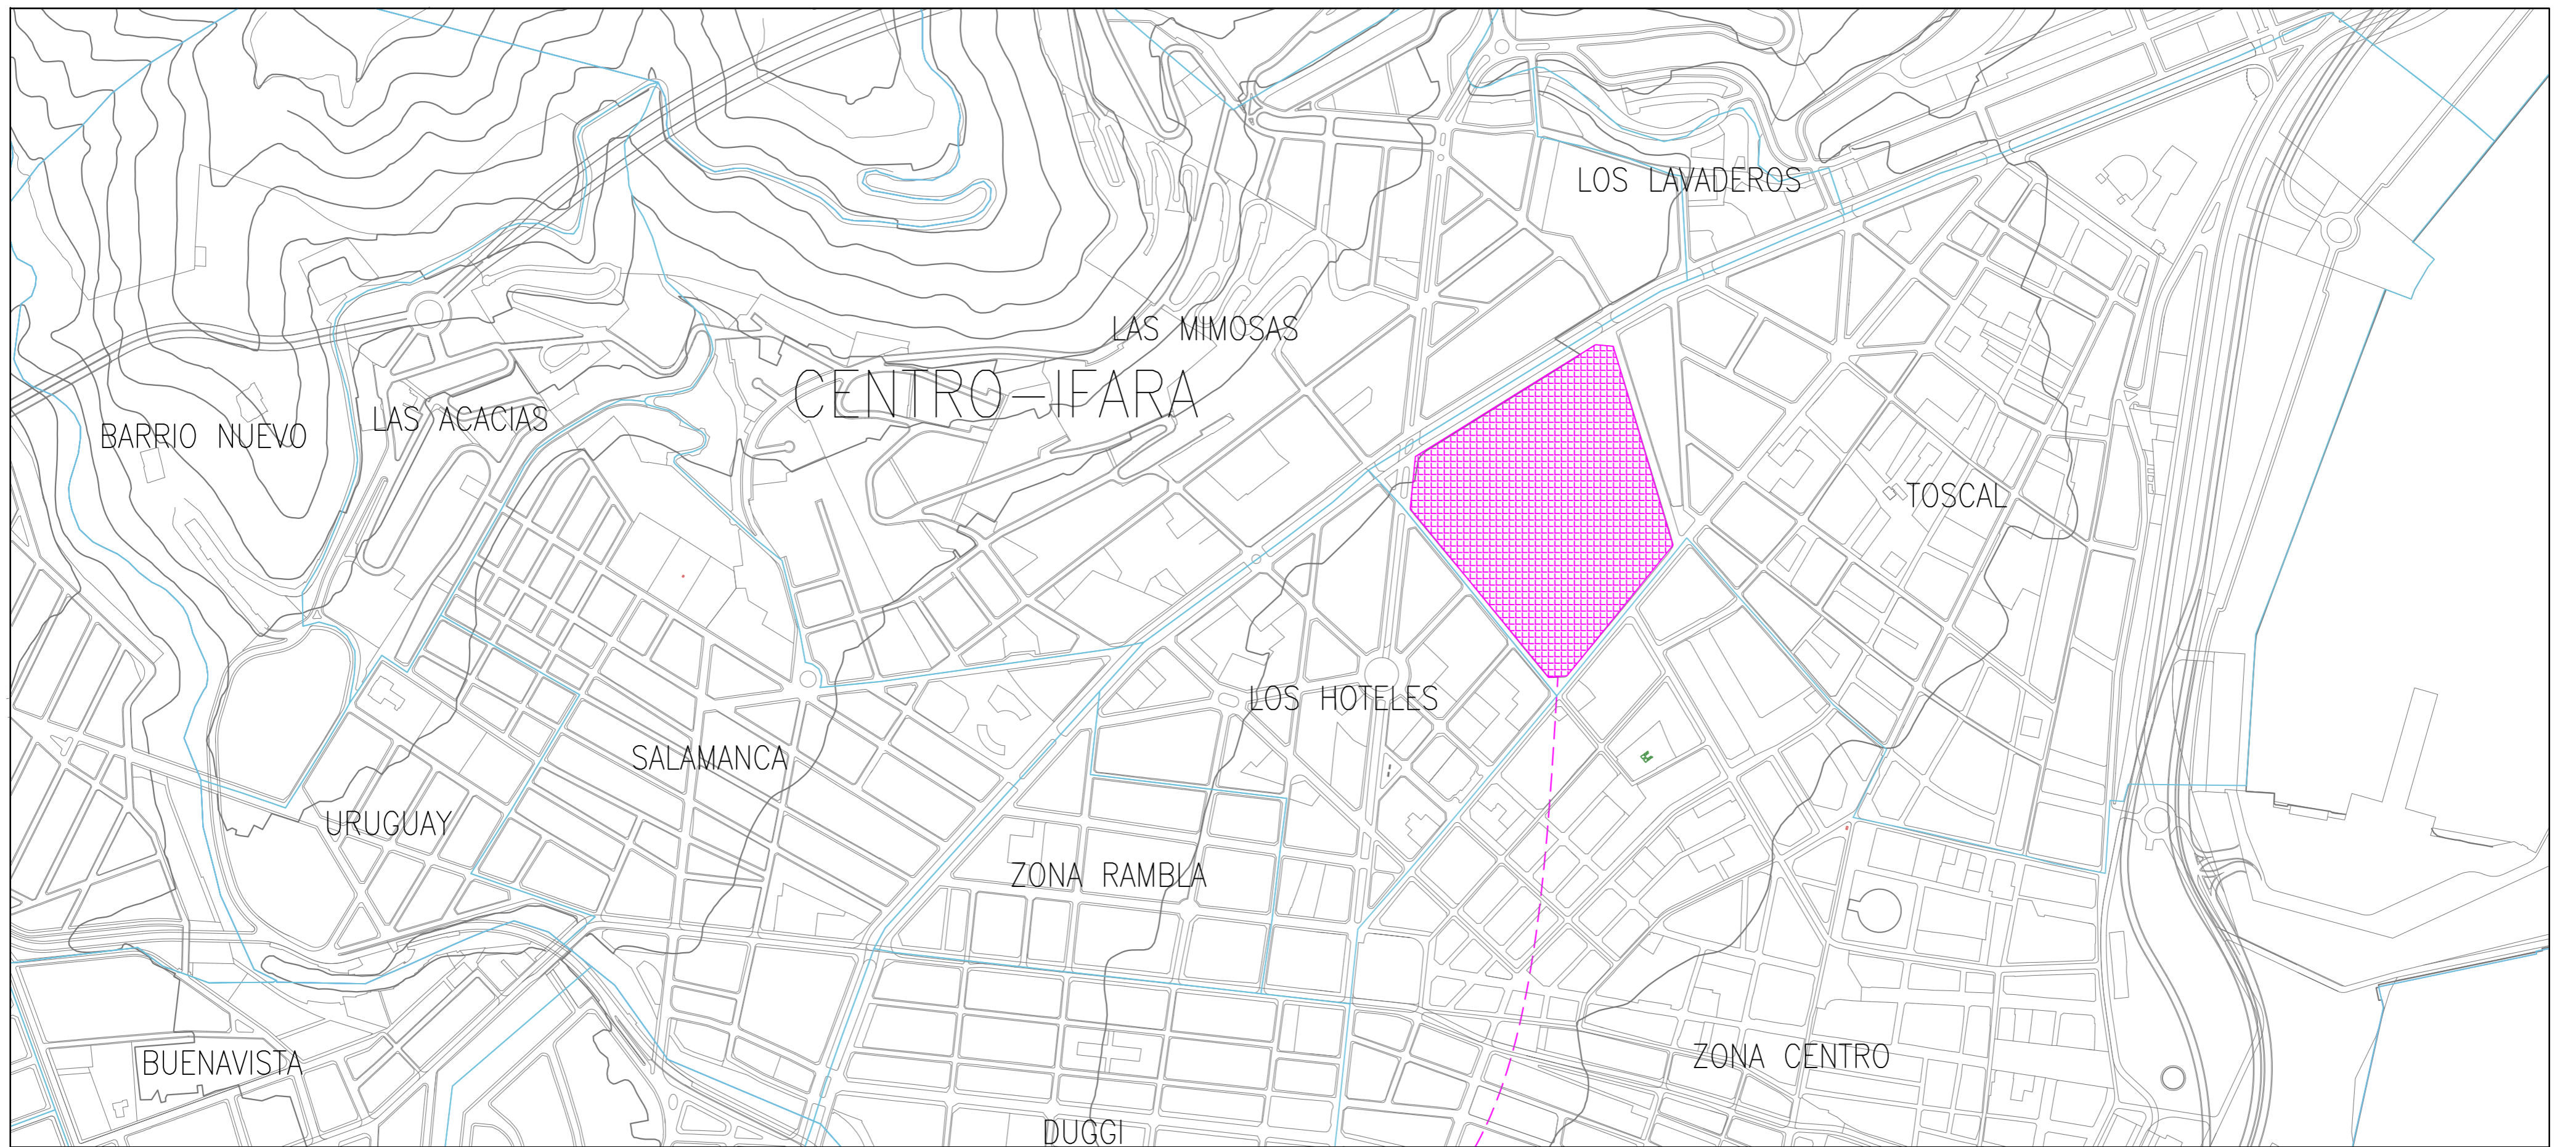 LOS LAVADEROS
LAS MIMOSAS
CENTRO-IFARA
LAS ACACIAS
BARRIO NUEVO
TOSCAL
LOS HOTELES
SALAMANCA
URUGUAY
ZONA RAMBLA
ZONA CENTRO
BUENAVISTA
DUGGI